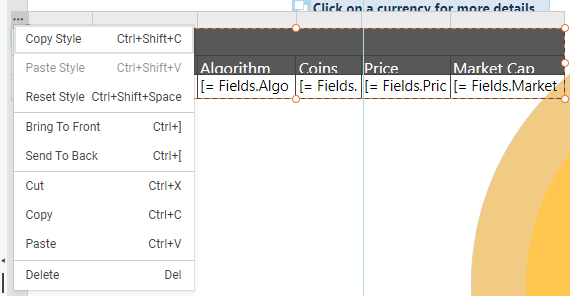 Click on a currency for more details
Copy Style Ctrl+Shift+C
Paste Style Ctrl+Shift+V
Reset Style Ctrl+Shift+Space
Bring To Front Ctrl+]
Send To Back Ctrl+[
Cut Ctrl+X
Copy Ctrl+C
Paste Ctrl+V
Delete Del
Algorithm Coins Price Market Cap
[= Fields.Algo [= Fields. [= Fields.Pric [= Fields.Market